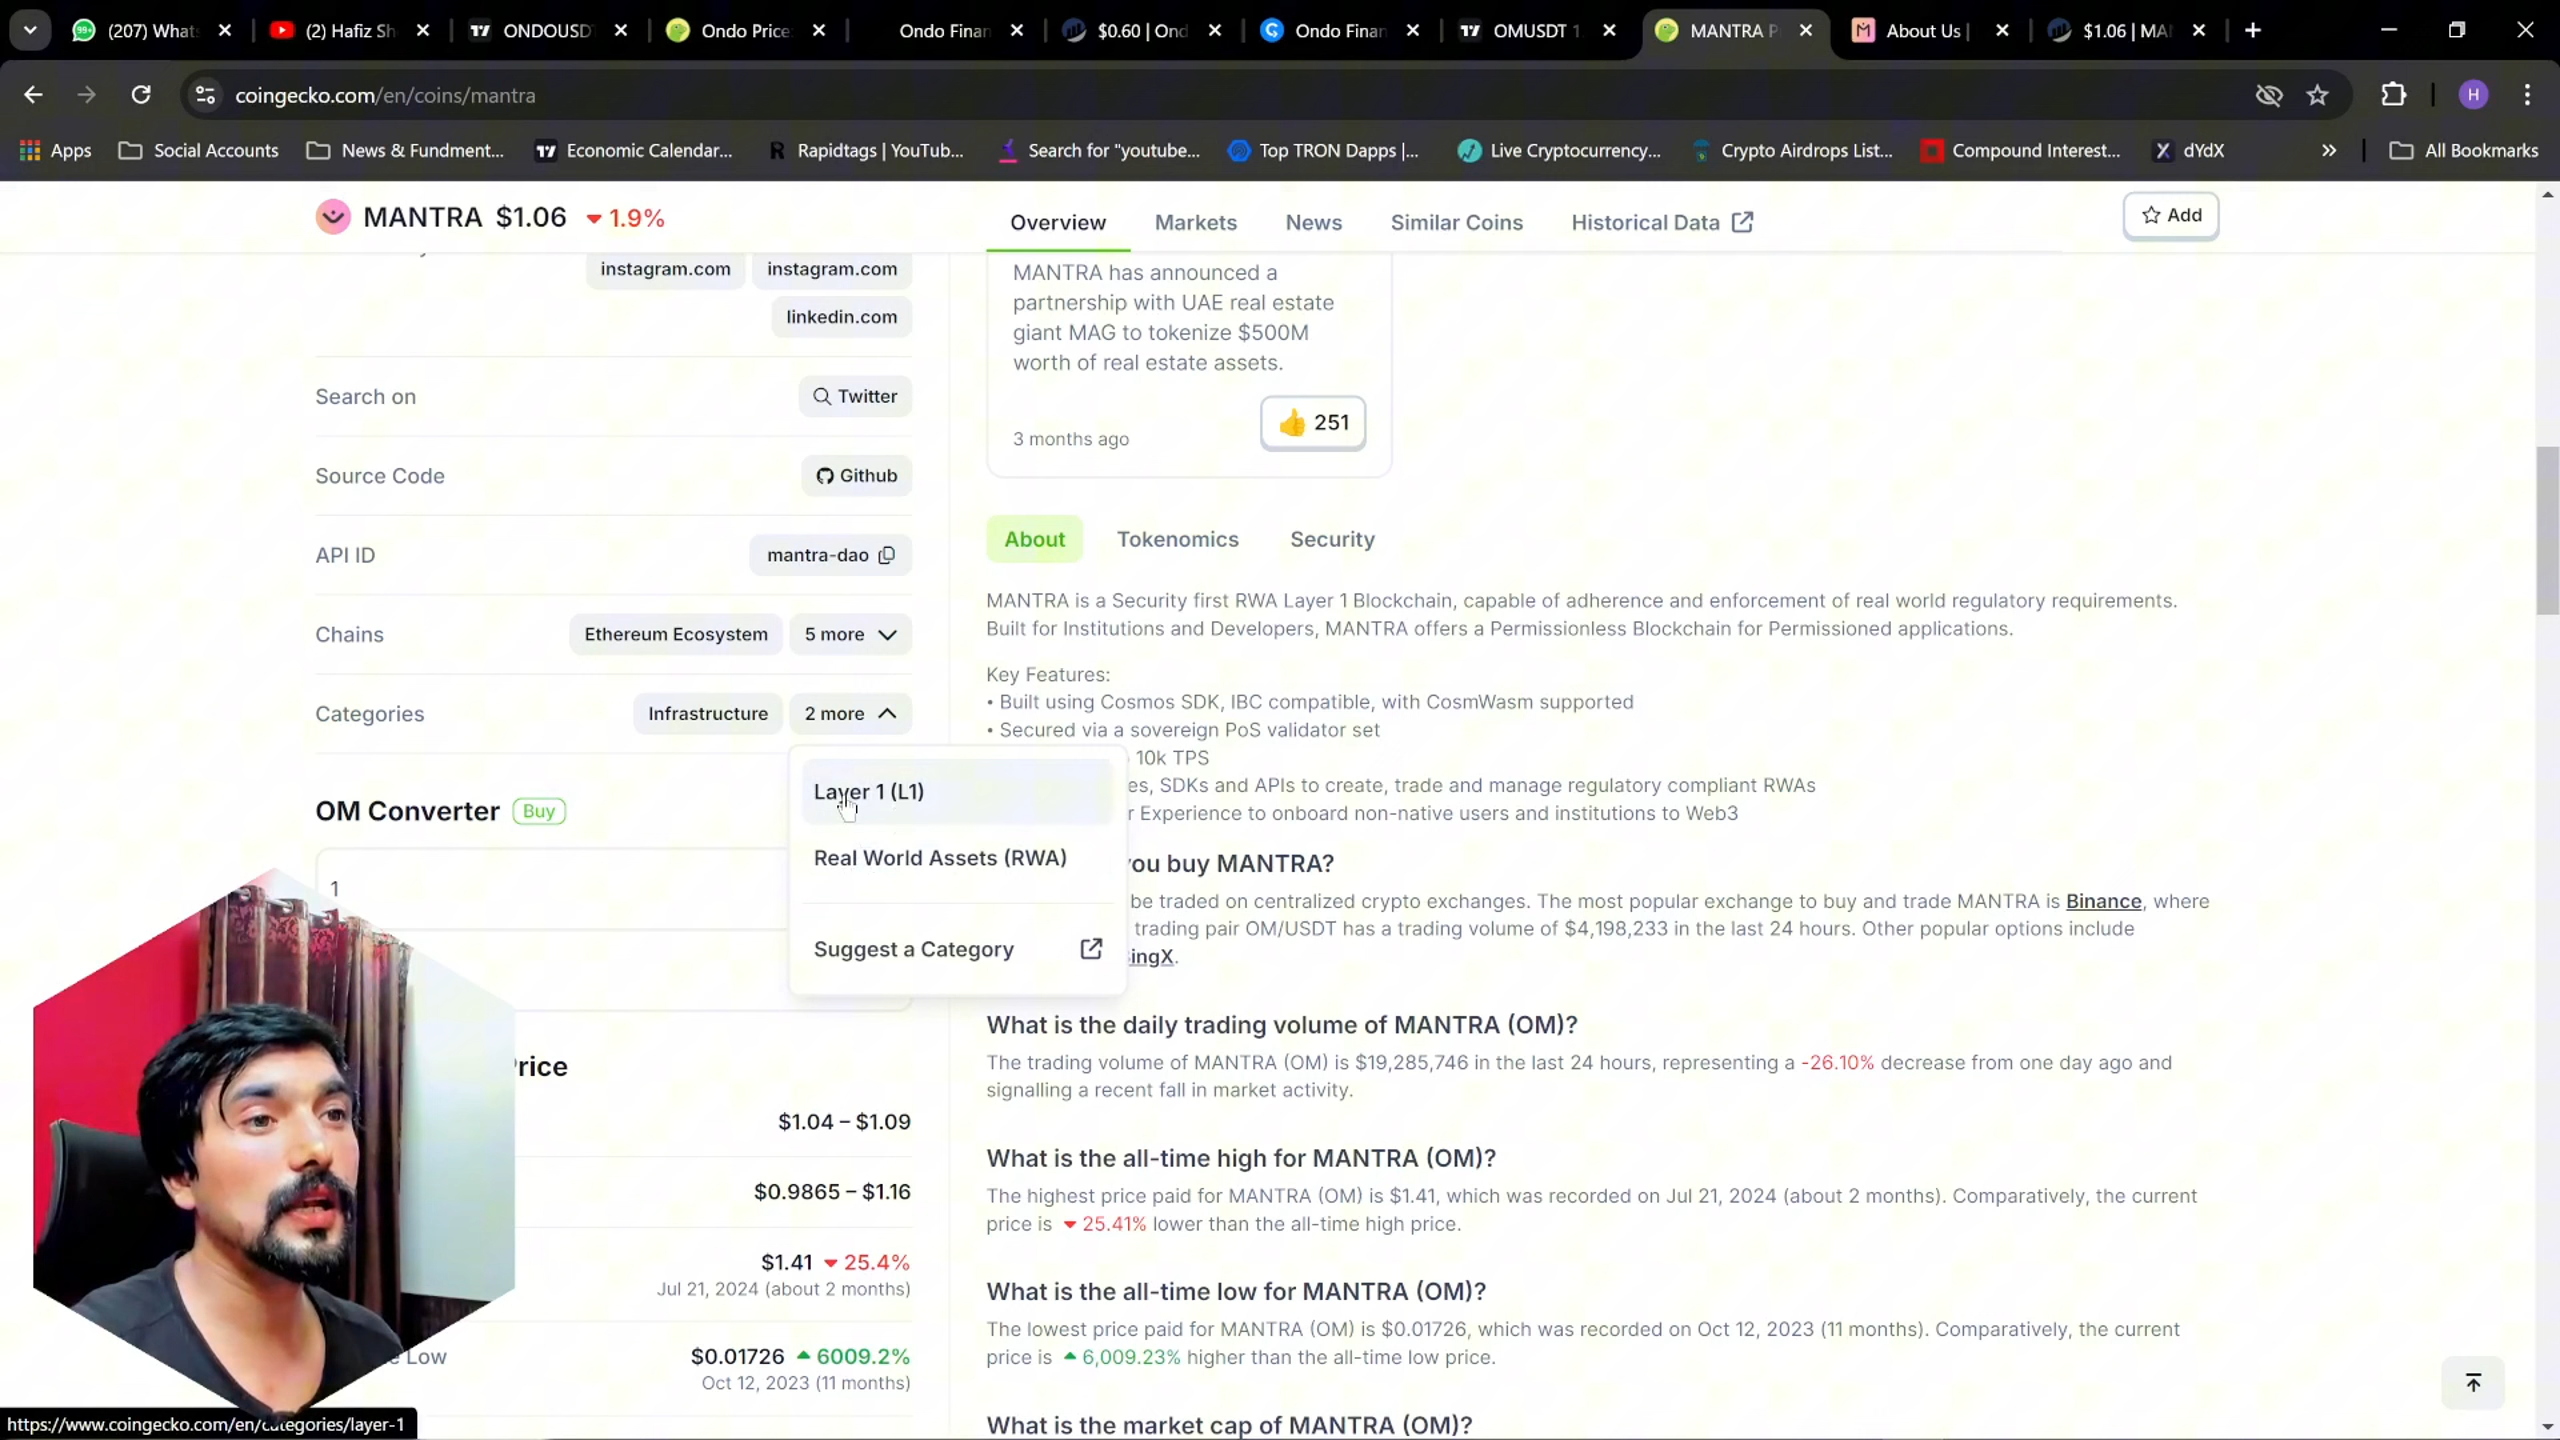 (207) Whats
(2) Hafiz Sh
ONDOUSD
Ondo Price
Ondo Finan
$0.60 | Ond
Ondo Finan
OMUSDT 1
MANTRA P
About Us |
$1.06 | MA
coingecko.com/en/coins/mantra
H
Apps
Social Accounts
News & Fundment...
Economic Calendar...
Rapidtags | YouTub...
Search for "youtube...
Top TRON Dapps |...
Live Cryptocurrency...
Crypto Airdrops List...
Compound Interest...
dYdX
All Bookmarks
MANTRA $1.06 1.9%
Overview
Markets
News
Similar Coins
Historical Data
Add
instagram.com
instagram.com
linkedin.com
Search on
Twitter
Source Code
Github
API ID
mantra-dao
Chains
Ethereum Ecosystem
5 more
Categories
Infrastructure
2 more
Layer 1 (L1)
Real World Assets (RWA)
Suggest a Category
OM Converter
Buy
1
rice
$1.04 – $1.09
$0.9865 – $1.16
$1.41 25.4%
Jul 21, 2024 (about 2 months)
e Low
$0.01726 6009.2%
Oct 12, 2023 (11 months)
MANTRA has announced a
partnership with UAE real estate
giant MAG to tokenize $500M
worth of real estate assets.
3 months ago
👍 251
About
Tokenomics
Security
MANTRA is a Security first RWA Layer 1 Blockchain, capable of adherence and enforcement of real world regulatory requirements.
Built for Institutions and Developers, MANTRA offers a Permissionless Blockchain for Permissioned applications.
Key Features:
• Built using Cosmos SDK, IBC compatible, with CosmWasm supported
• Secured via a sovereign PoS validator set
10k TPS
es, SDKs and APIs to create, trade and manage regulatory compliant RWAs
r Experience to onboard non-native users and institutions to Web3
you buy MANTRA?
be traded on centralized crypto exchanges. The most popular exchange to buy and trade MANTRA is Binance, where
trading pair OM/USDT has a trading volume of $4,198,233 in the last 24 hours. Other popular options include
ingX.
What is the daily trading volume of MANTRA (OM)?
The trading volume of MANTRA (OM) is $19,285,746 in the last 24 hours, representing a -26.10% decrease from one day ago and
signalling a recent fall in market activity.
What is the all-time high for MANTRA (OM)?
The highest price paid for MANTRA (OM) is $1.41, which was recorded on Jul 21, 2024 (about 2 months). Comparatively, the current
price is 25.41% lower than the all-time high price.
What is the all-time low for MANTRA (OM)?
The lowest price paid for MANTRA (OM) is $0.01726, which was recorded on Oct 12, 2023 (11 months). Comparatively, the current
price is 6,009.23% higher than the all-time low price.
What is the market cap of MANTRA (OM)?
https://www.coingecko.com/en/categories/layer-1